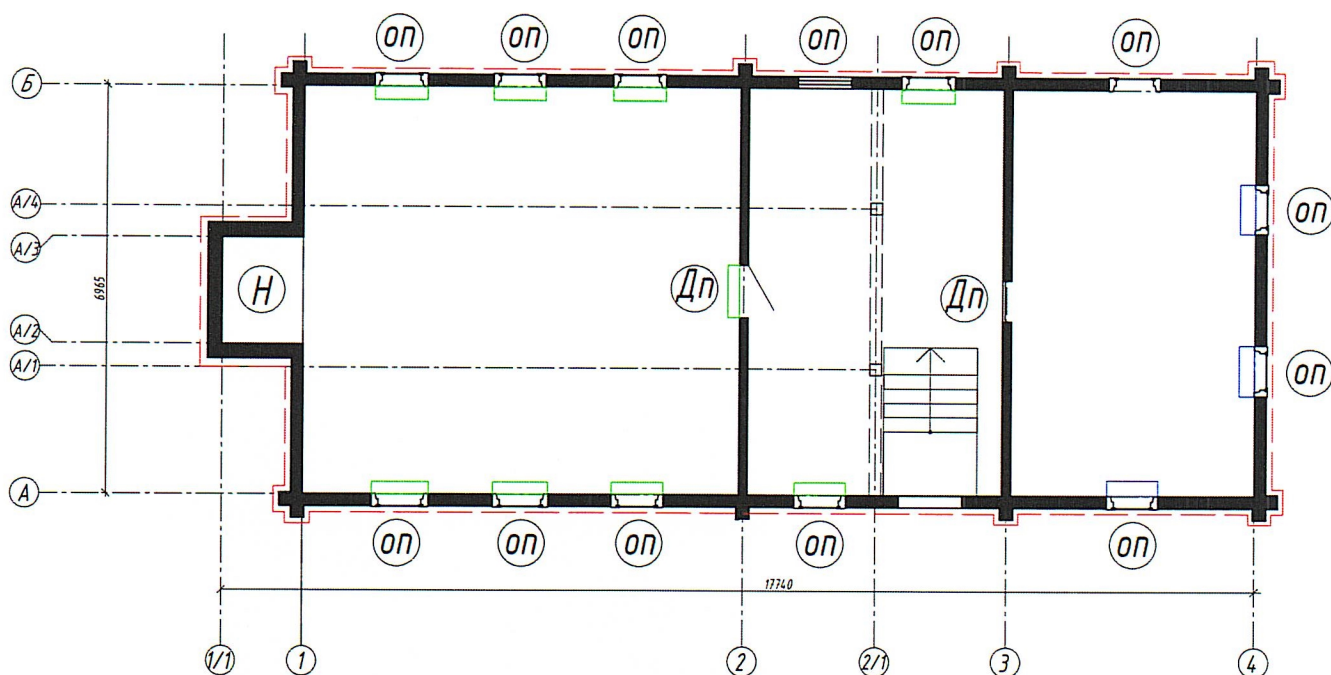 оп оп оп оп оп оп
Б
А/4
оп
А/3
6965
Н
Дп
Дп
А/2
А/1
оп
А
оп оп оп оп оп
17740
1/1 1 2 2/1 3 4